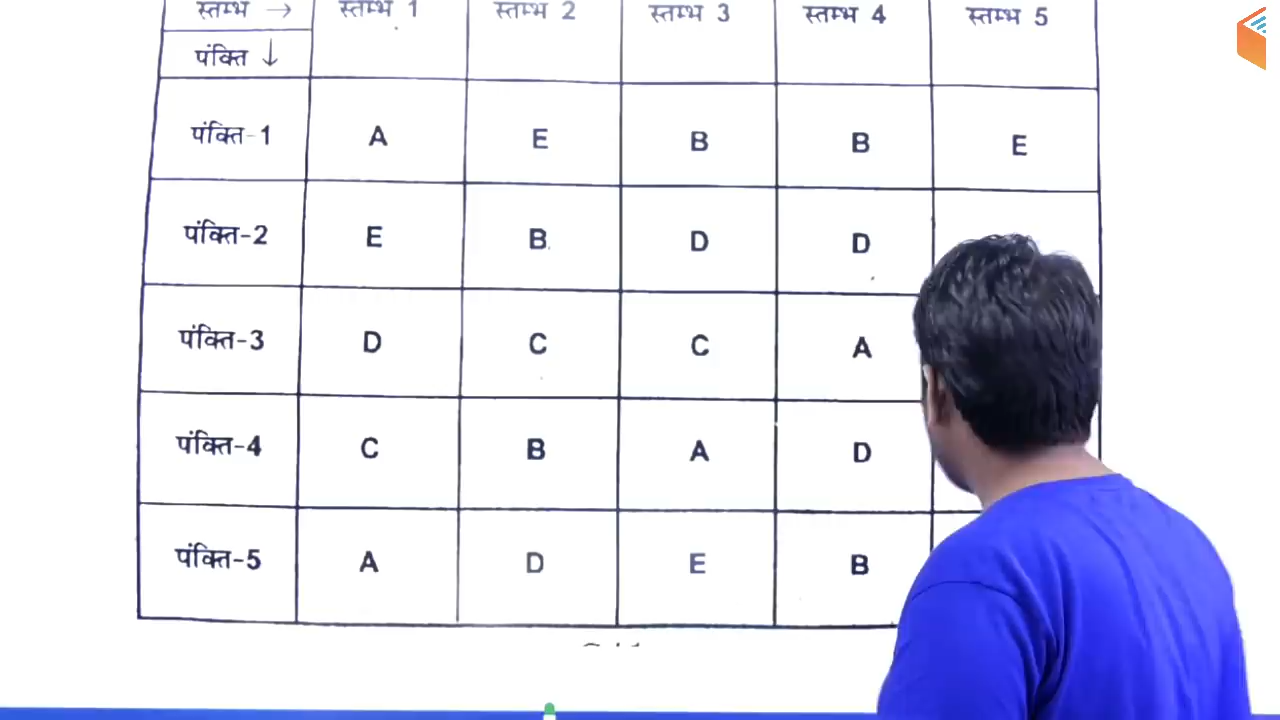 स्तम्भ → स्तम्भ 1 स्तम्भ 2 स्तम्भ 3 स्तम्भ 4 स्तम्भ 5
पंक्ति ↓
पंक्ति-1 A E B B E
पंक्ति-2 E B D D
पंक्ति-3 D C C A
पंक्ति-4 C B A D
पंक्ति-5 A D E B